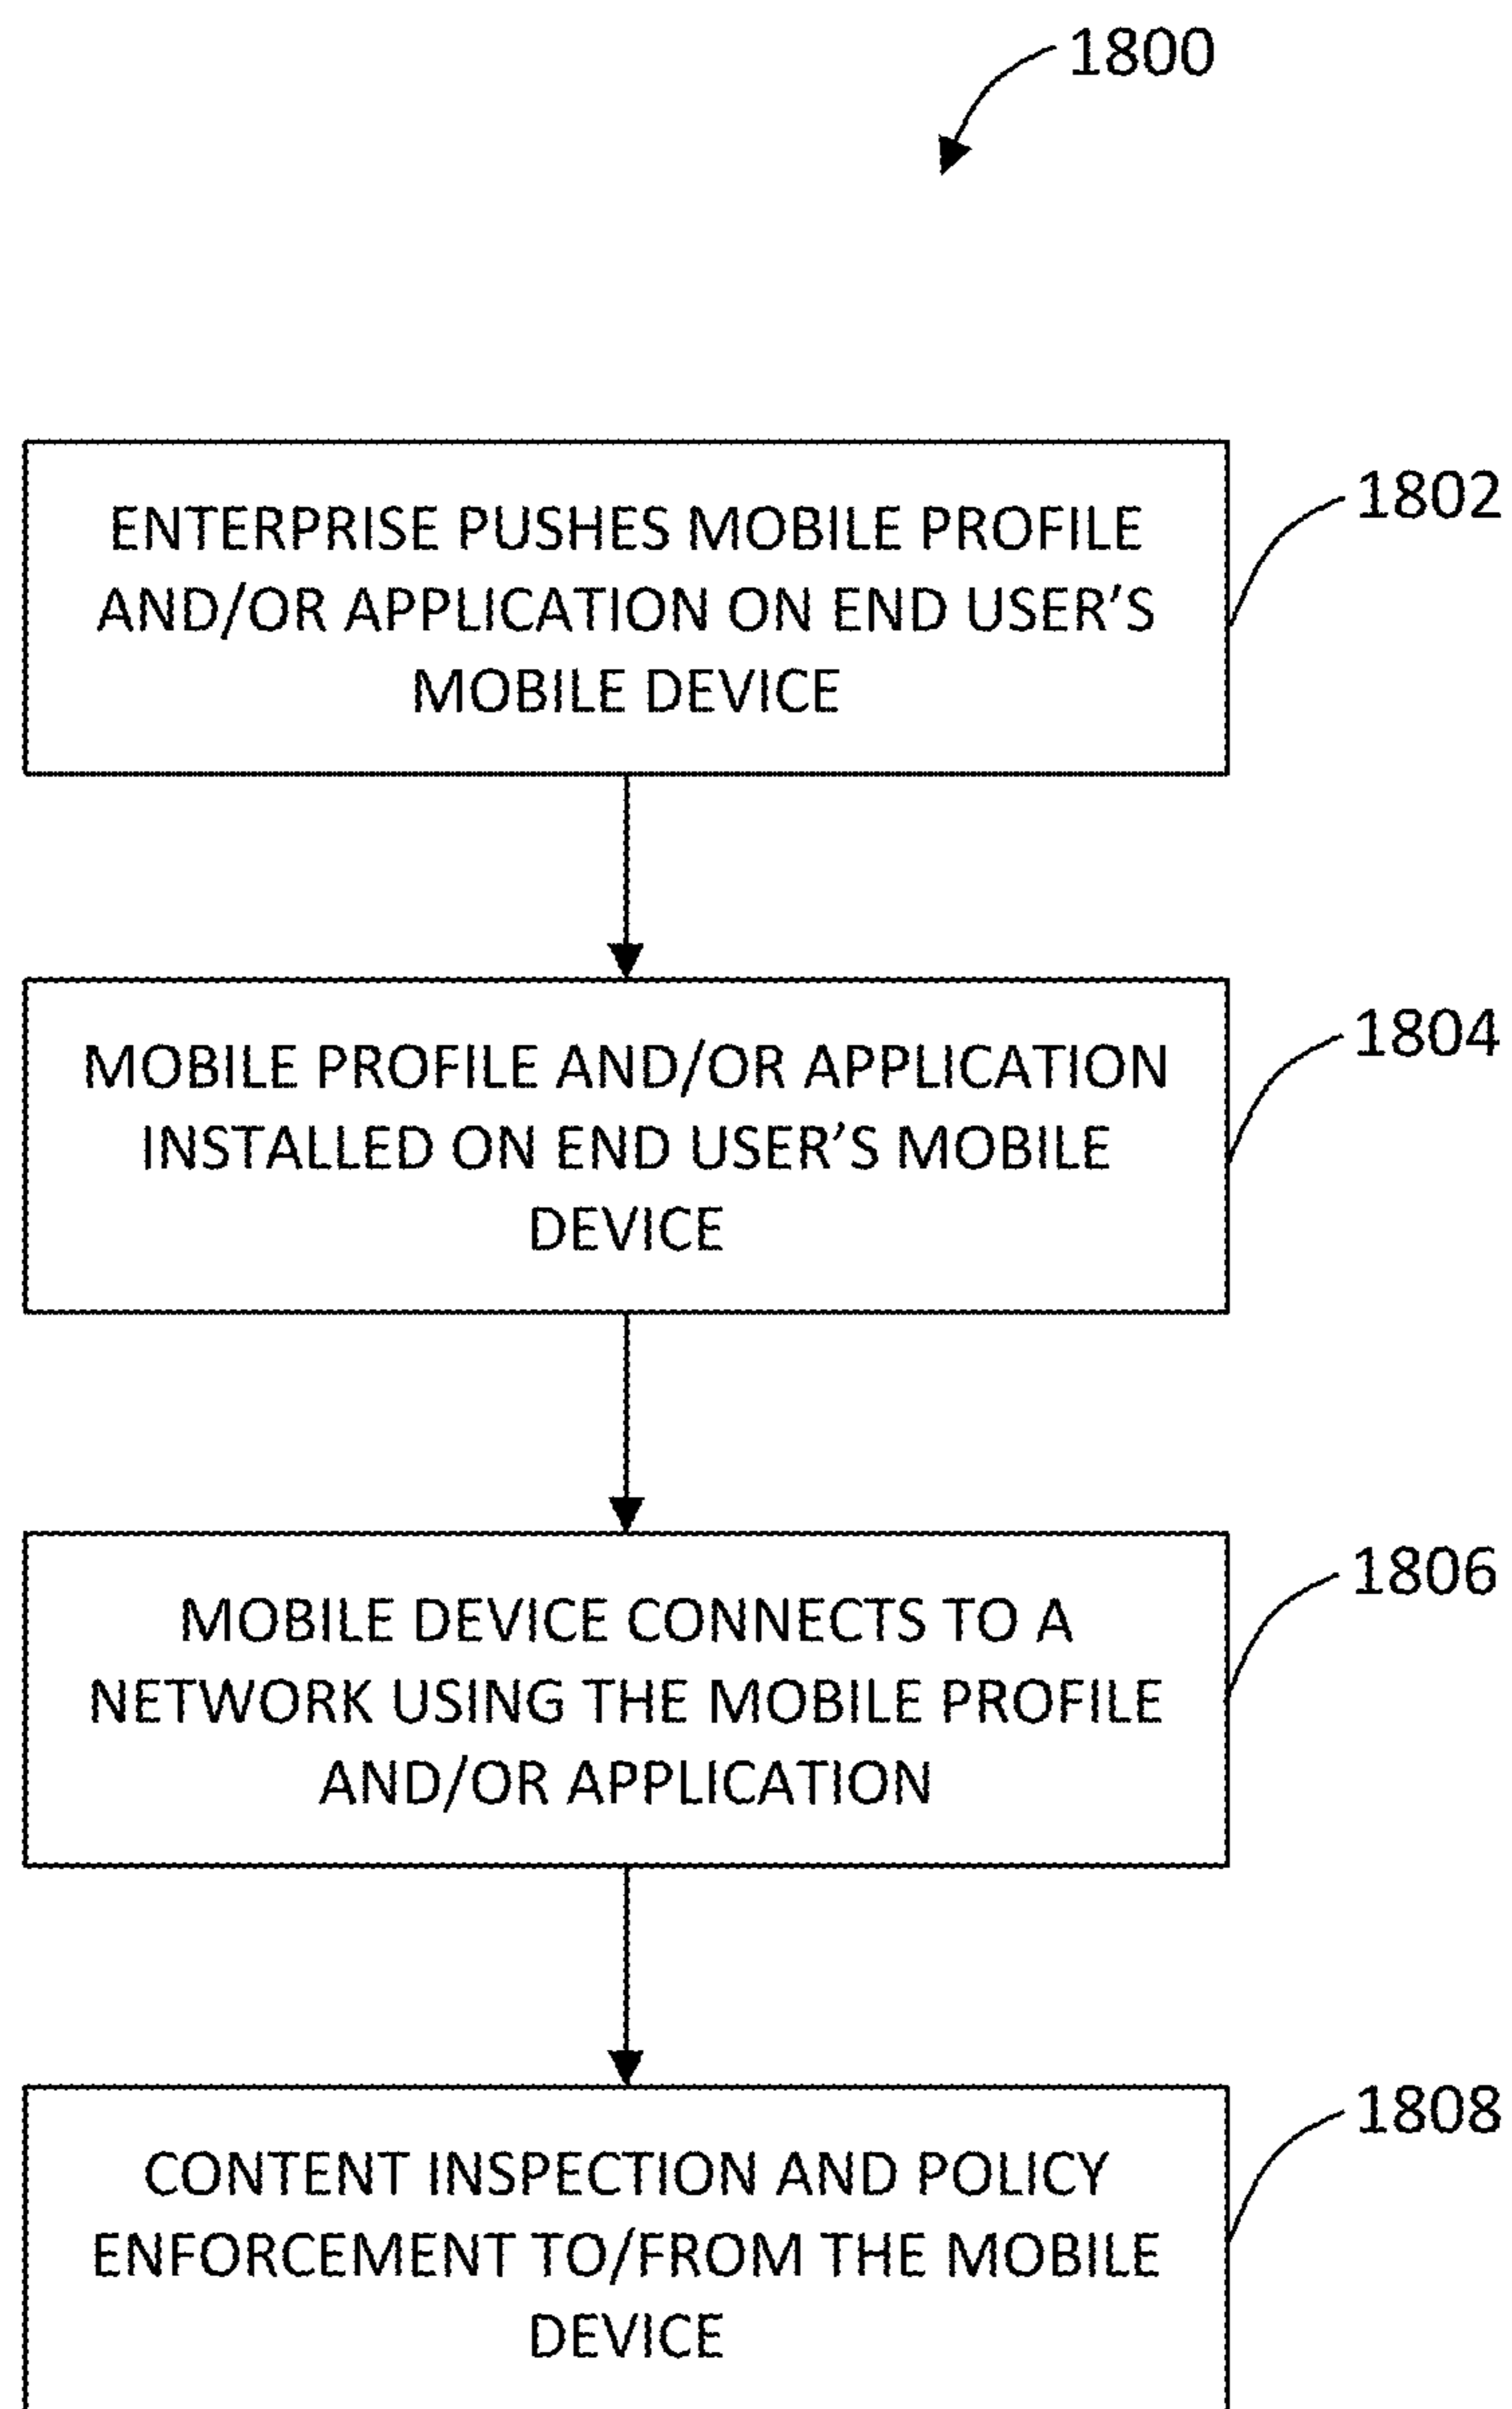 1800
ENTERPRISE PUSHES MOBILE PROFILE
AND/OR APPLICATION ON END USER’S
MOBILE DEVICE
1802
MOBILE PROFILE AND/OR APPLICATION
INSTALLED ON END USER’S MOBILE
DEVICE
1804
MOBILE DEVICE CONNECTS TO A
NETWORK USING THE MOBILE PROFILE
AND/OR APPLICATION
1806
CONTENT INSPECTION AND POLICY
ENFORCEMENT TO/FROM THE MOBILE
DEVICE
1808